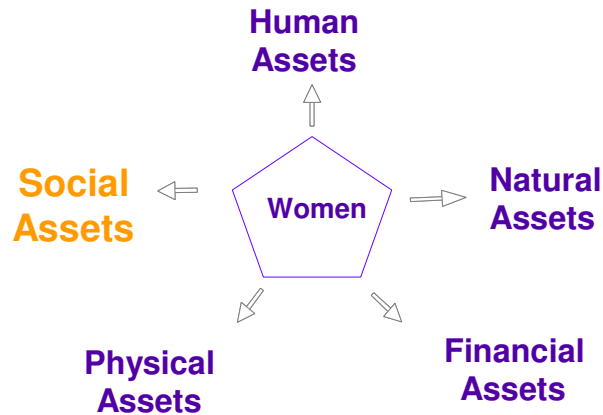 Human
Assets
Social
Assets
Women
Natural
Assets
Physical
Assets
Financial
Assets